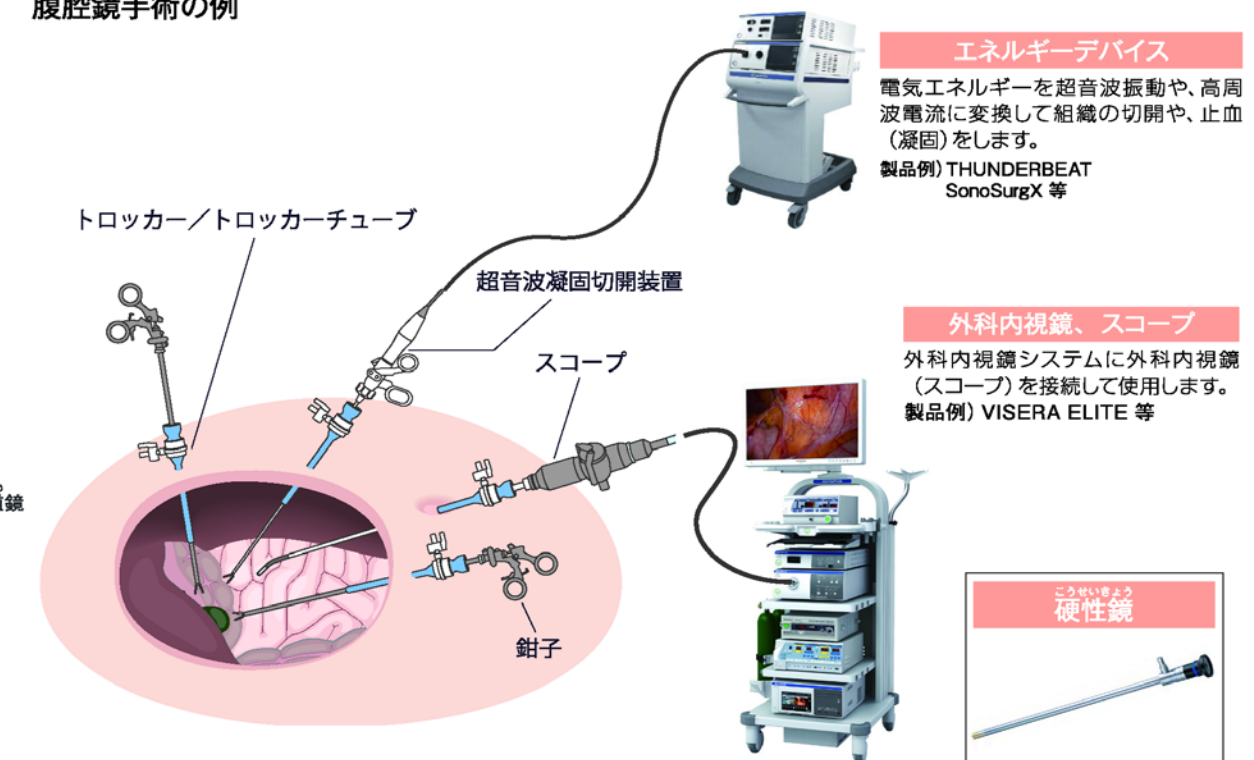 腹腔鏡手術の例
エネルギーデバイス
電気エネルギーを超音波振動や、高周
波電流に変換して組織の切開や、止血
（凝固）をします。
製品例）THUNDERBEAT
SonoSurgX 等
トロッカー／トロッカーチューブ
超音波凝固切開装置
スコープ
外科内視鏡、スコープ
外科内視鏡システムに外科内視鏡
（スコープ）を接続して使用します。
製品例）VISERA ELITE 等
鏡
鉗子
こうせいきょう
硬性鏡